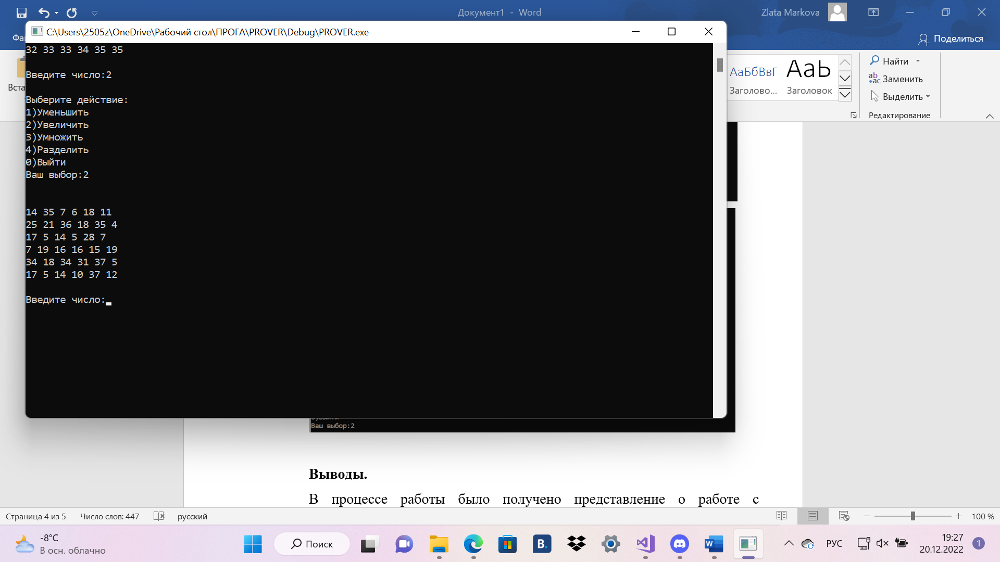 Документ1 - Word
Zlata Markova
C:\Users\2505z\OneDrive\Рабочий стол\ПРОГА\PROVER\Debug\PROVER.exe
Поделиться
32 33 33 34 35 35
Введите число:2
Выберите действие:
1)Уменьшить
2)Увеличить
3)Умножить
4)Разделить
0)Выйти
Ваш выбор:2
14 35 7 6 18 11
25 21 36 18 35 4
17 5 14 5 28 7
7 19 16 16 15 19
34 18 34 31 37 5
17 5 14 10 37 12
Введите число:
АаБбВвГ
Заголово...
АаЬ
Заголовок
Найти
Заменить
Выделить
Редактирование
Ваш выбор:2
Выводы.
В процессе работы было получено представление о работе с
Страница 4 из 5
Число слов: 447
русский
100 %
-8°C
В осн. облачно
Поиск
РУС
19:27
20.12.2022
1